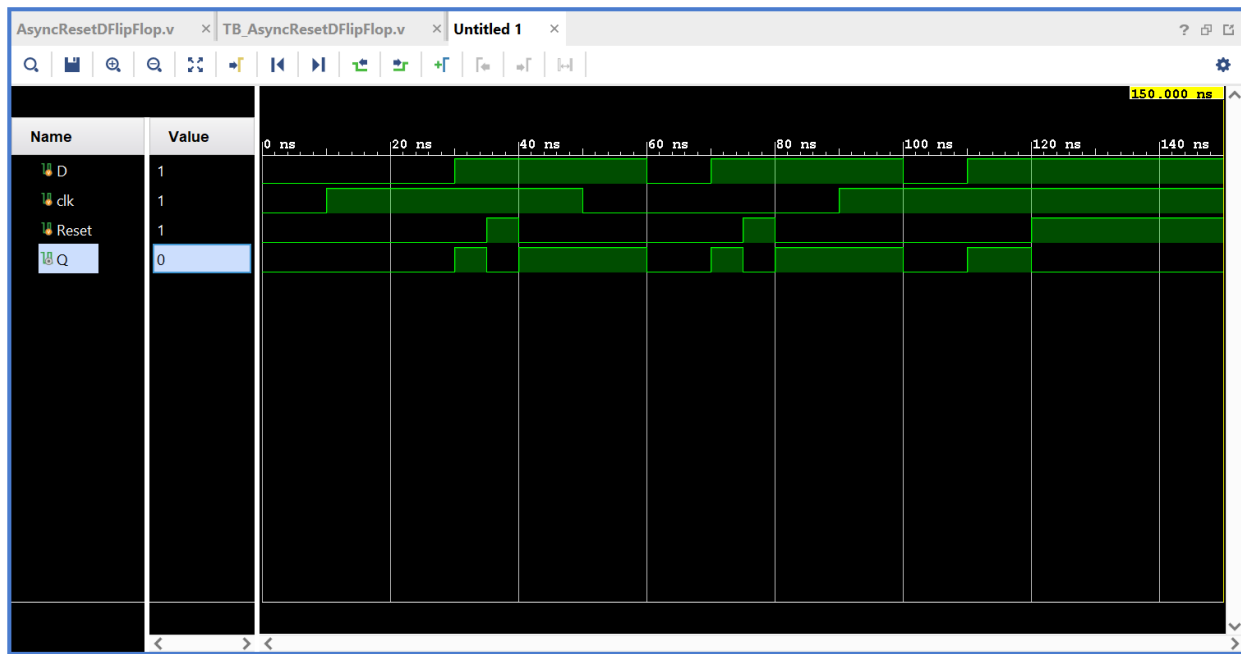 AsyncResetDFlipFlop.v × TB_AsyncResetDFlipFlop.v × Untitled 1 × ?
150.000 ns
Name Value
0 ns 20 ns 40 ns 60 ns 80 ns 100 ns 120 ns 140 ns
D 1
clk 1
Reset 1
Q 0